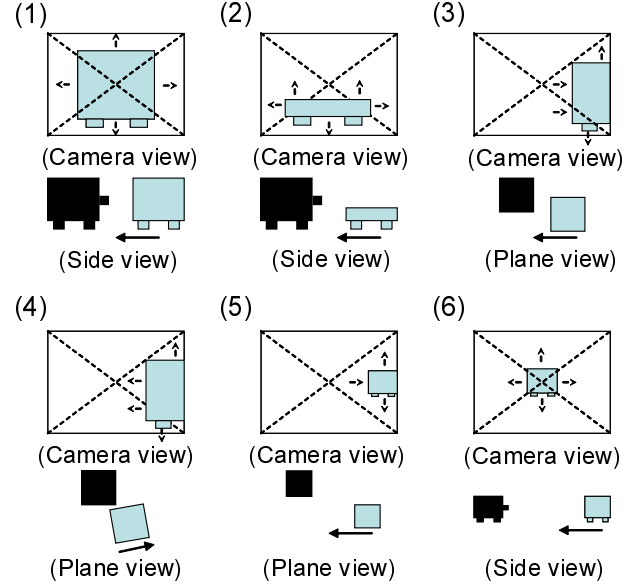 (1) (2) (3)
(Camera view) (Camera view) (Camera view)
(Side view) (Side view) (Plane view)
(4) (5) (6)
(Camera view) (Camera view) (Camera view)
(Plane view) (Plane view) (Side view)